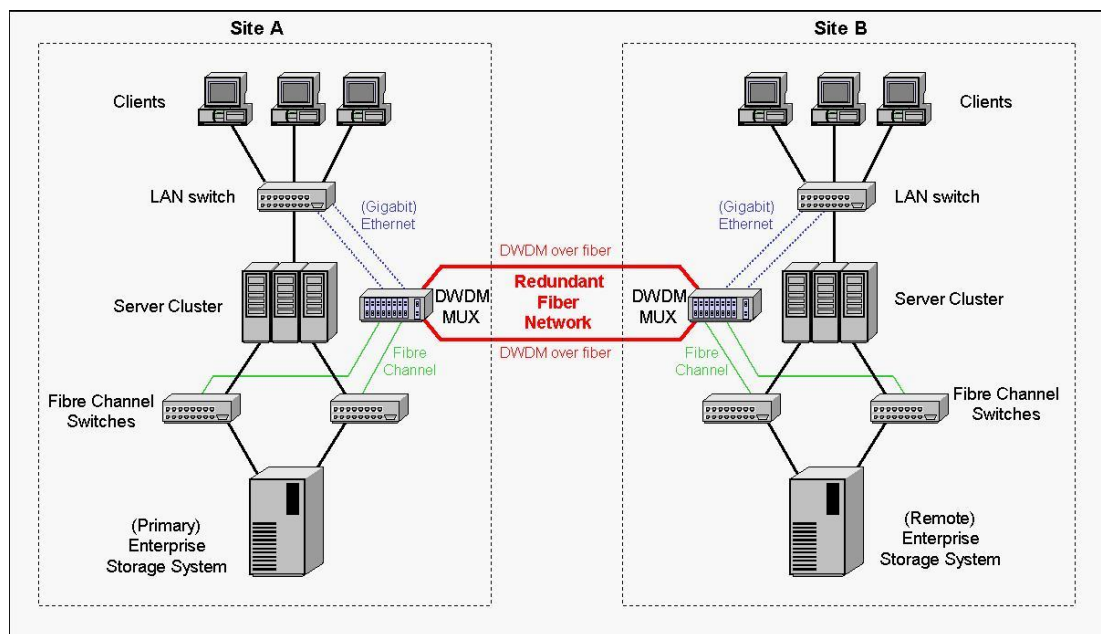 Site A
Site B
Clients
Clients
LAN switch
LAN switch
(Gigabit)
Ethernet
(Gigabit)
Ethernet
DWDM over fiber
Redundant
Fiber
Network
DWDM over fiber
Server Cluster
DWDM
MUX
DWDM
MUX
Server Cluster
Fibre
Channel
Fibre
Channel
Fibre Channel
Switches
Fibre Channel
Switches
(Primary)
Enterprise
Storage System
(Remote)
Enterprise
Storage System